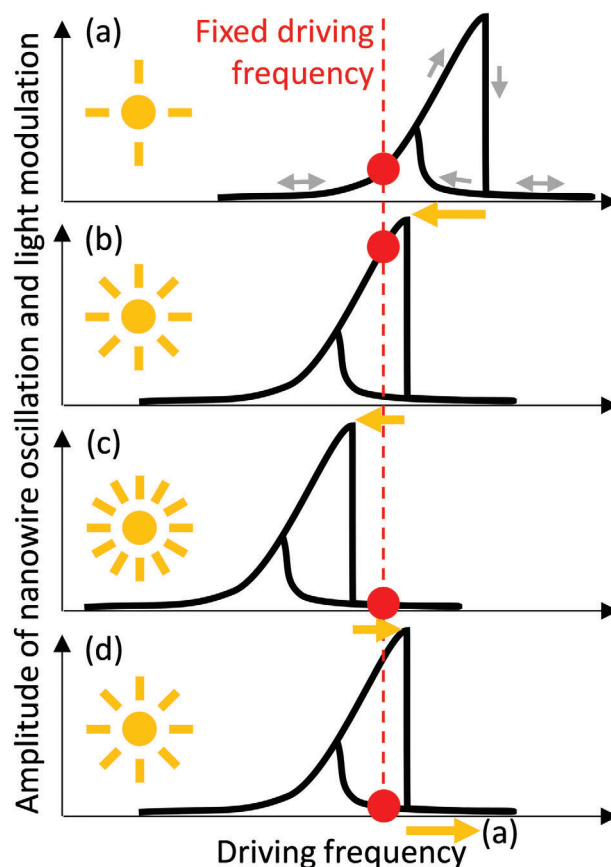 (a)
Fixed driving
frequency
(b)
(c)
(d)
(a)
Driving frequency
Amplitude of nanowire oscillation and light modulation